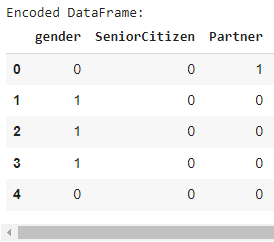 Encoded DataFrame:
gender SeniorCitizen Partner
0 0 0 1
1 1 0 0
2 1 0 0
3 1 0 0
4 0 0 0